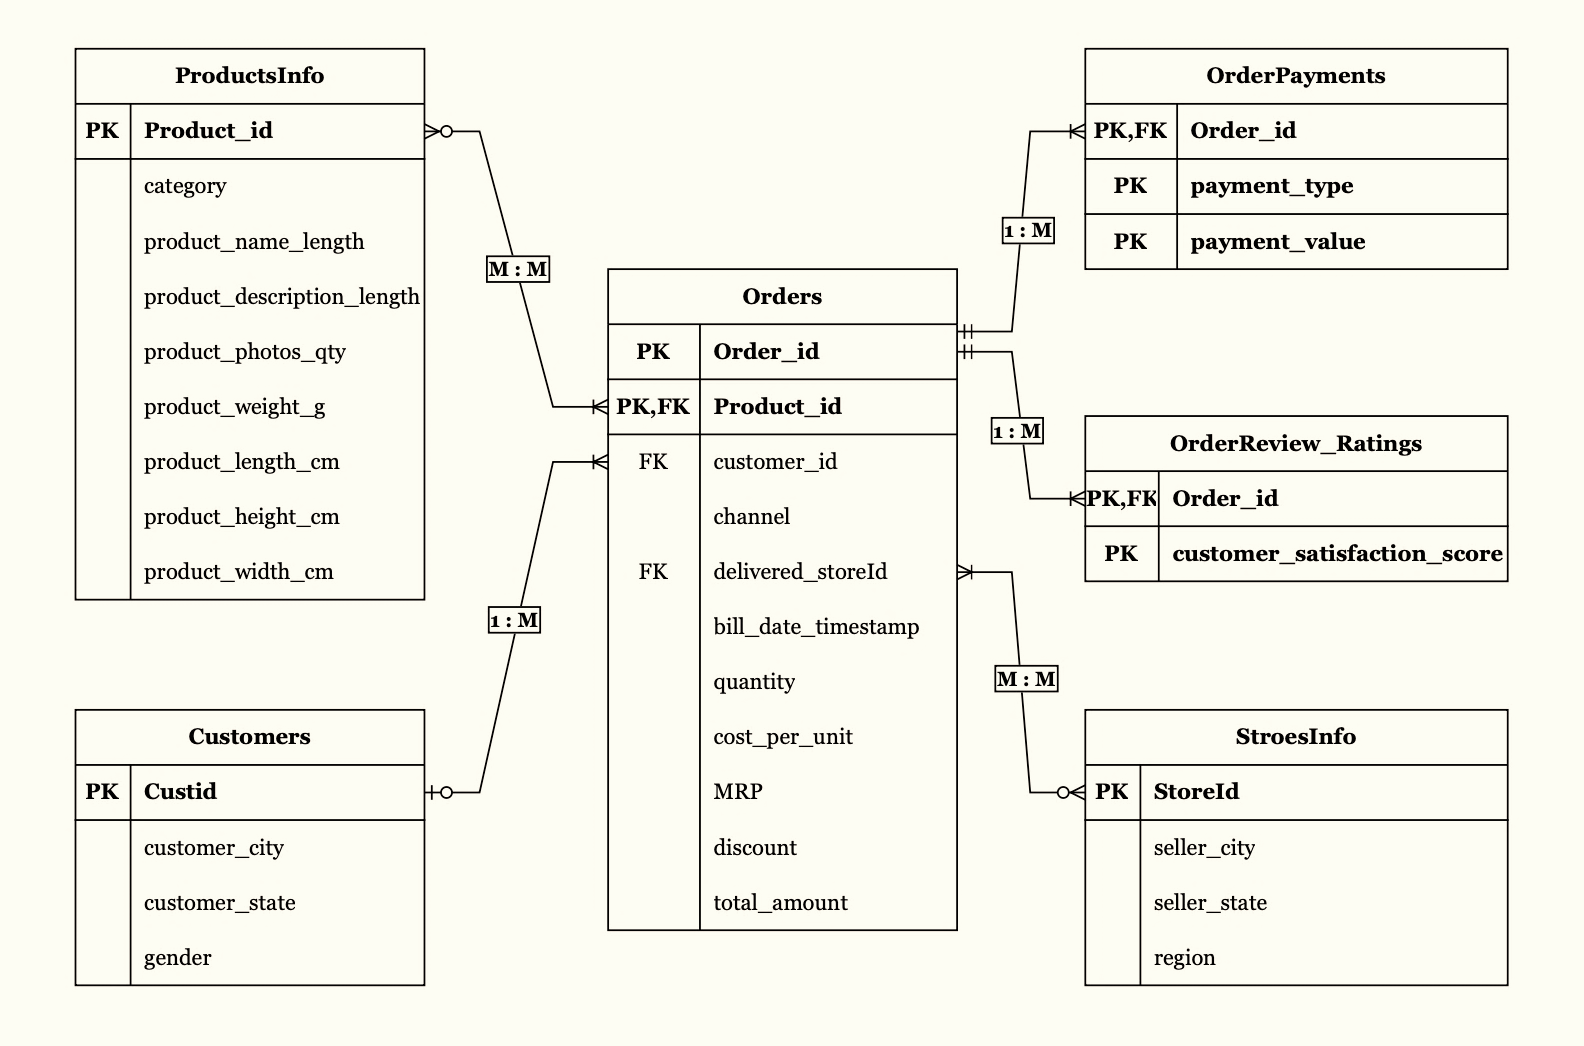 ProductsInfo
PK Product_id
category
product_name_length
product_description_length
product_photos_qty
product_weight_g
product_length_cm
product_height_cm
product_width_cm
M : M
Customers
PK Custid
customer_city
customer_state
gender
1 : M
Orders
PK Order_id
PK,FK Product_id
FK customer_id
channel
FK delivered_storeId
bill_date_timestamp
quantity
cost_per_unit
MRP
discount
total_amount
1 : M
OrderPayments
PK,FK Order_id
PK payment_type
PK payment_value
1 : M
OrderReview_Ratings
PK,FK Order_id
PK customer_satisfaction_score
M : M
StroesInfo
PK StoreId
seller_city
seller_state
region